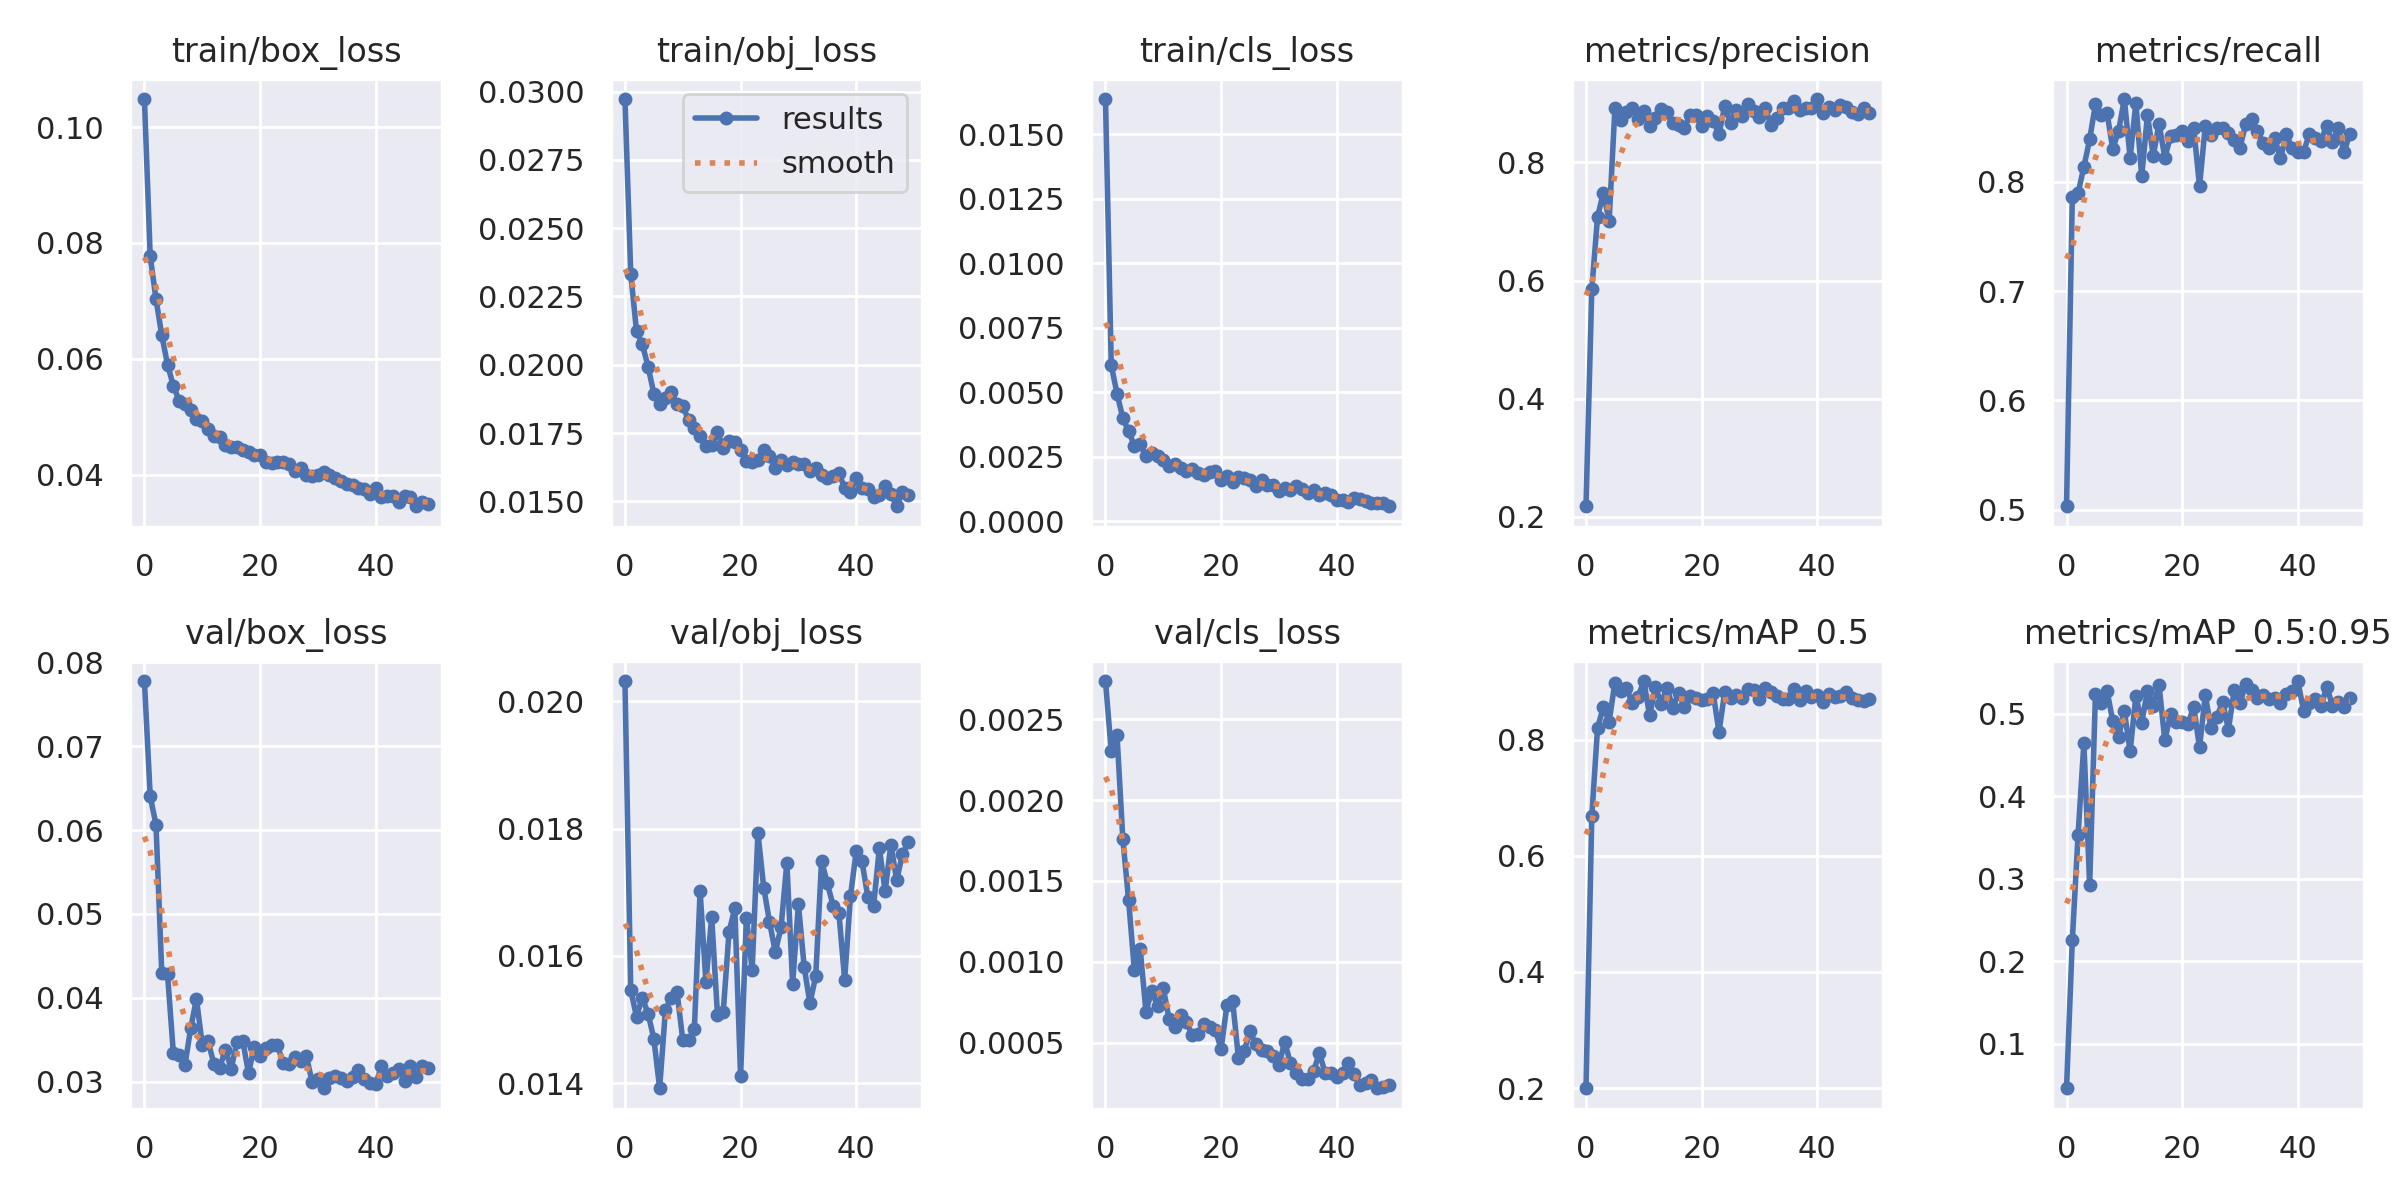 train/box_loss
0.10
0.08
0.06
0.04
0 20 40
train/obj_loss
results
smooth
0.0300
0.0275
0.0250
0.0225
0.0200
0.0175
0.0150
0 20 40
train/cls_loss
0.0150
0.0125
0.0100
0.0075
0.0050
0.0025
0.0000
0 20 40
metrics/precision
0.8
0.6
0.4
0.2
0 20 40
metrics/recall
0.8
0.7
0.6
0.5
0 20 40
val/box_loss
0.08
0.07
0.06
0.05
0.04
0.03
0 20 40
val/obj_loss
0.020
0.018
0.016
0.014
0 20 40
val/cls_loss
0.0025
0.0020
0.0015
0.0010
0.0005
0 20 40
metrics/mAP_0.5
0.8
0.6
0.4
0.2
0 20 40
metrics/mAP_0.5:0.95
0.5
0.4
0.3
0.2
0.1
0 20 40